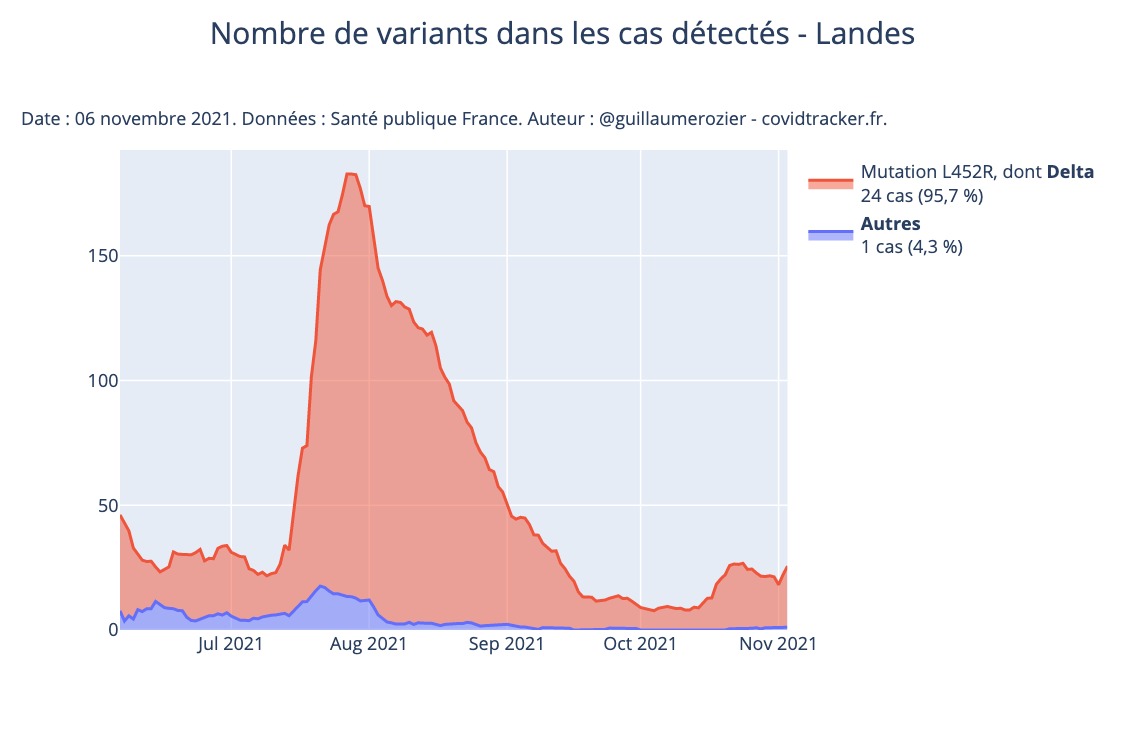 Nombre de variants dans les cas détectés - Landes
Date : 06 novembre 2021. Données : Santé publique France. Auteur : @guillaumerozier - covidtracker.fr.
Mutation L452R, dont Delta
24 cas (95,7 %)
Autres
1 cas (4,3 %)
150
100
50
0
Jul 2021 Aug 2021 Sep 2021 Oct 2021 Nov 2021